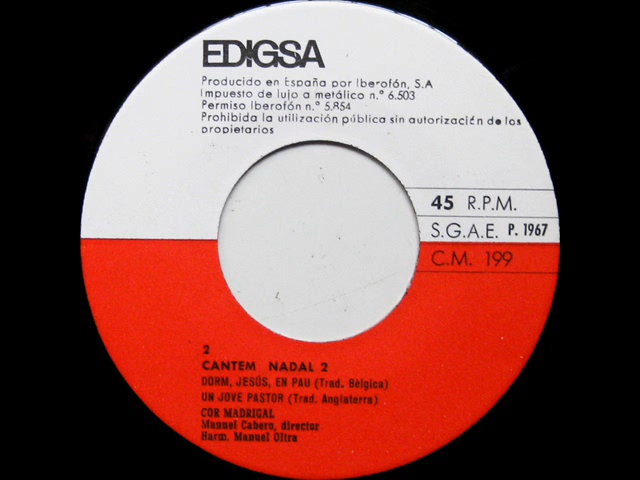 EDIGSA
Producido en España por Iberofón, S.A
Impuesto de lujo a metálico n.º 6.503
Permiso Iberofón n.º 5.854
Prohibida la utilización pública sin autorización de los
propietarios
45 R.P.M.
S.G.A.E. P. 1967
C.M. 199
2
CANTEM NADAL 2
DORM, JESÚS, EN PAU (Trad. Bèlgica)
UN JOVE PASTOR (Trad. Anglaterra)
COR MADRIGAL
Manuel Cabero, director
Harm. Manuel Oltra